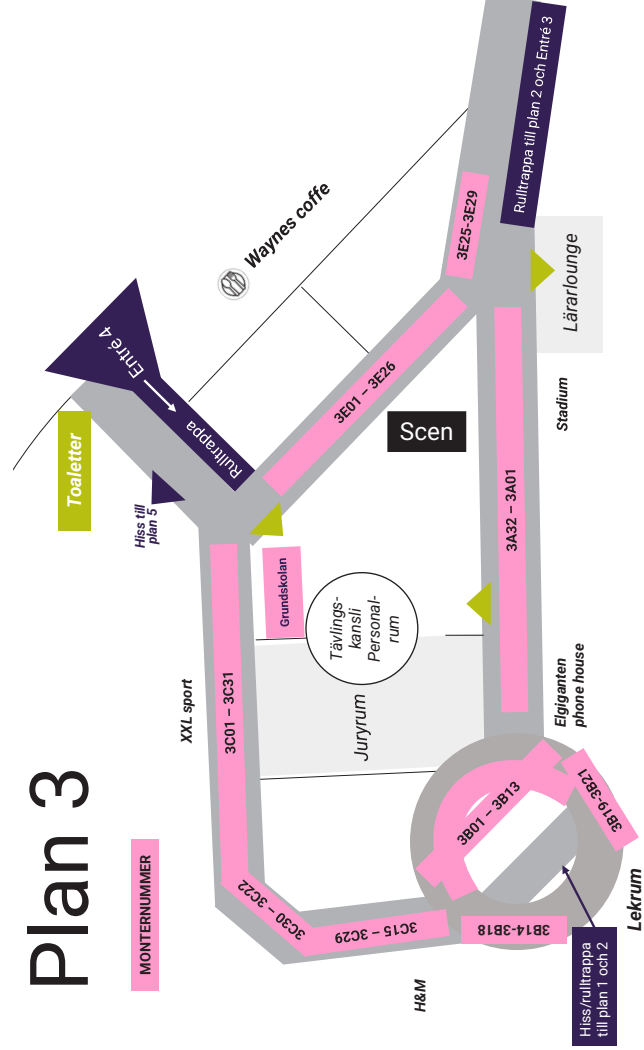 Plan 3
MONTERNUMMER
Toaletter
Entré 4
Rulltrappa
Hiss till
plan 5
Waynes coffe
Rulltrappa till plan 2 och Entré 3
3E25-3E29
Lärarlounge
3E01 – 3E26
Scen
Stadium
3A32 – 3A01
Grundskolan
Tävlings-
kansli
Personal-
rum
Juryrum
XXL sport
3C01 – 3C31
3C30 – 3C22
3C15 – 3C29
H&M
Elgiganten
phone house
3B01 – 3B13
3B19-3B21
3B14-3B18
Lekrum
Hiss/rulltrappa
till plan 1 och 2